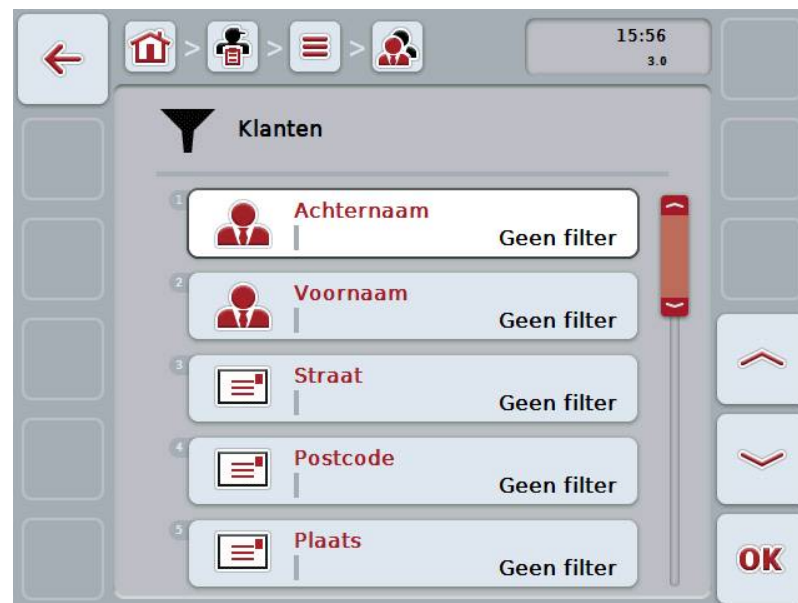 > > >
15:56
3.0
Klanten
1
Achternaam
Geen filter
2
Voornaam
Geen filter
3
Straat
Geen filter
4
Postcode
Geen filter
5
Plaats
Geen filter
OK